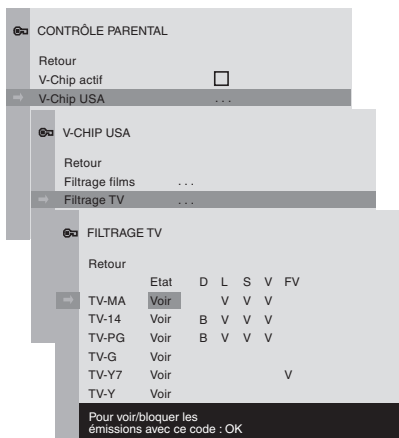 CONTRÔLE PARENTAL
Retour
V-Chip actif
V-Chip USA ...
V-CHIP USA
Retour
Filtrage films ...
Filtrage TV ...
FILTRAGE TV
Retour
Etat D L S V FV
TV-MA Voir V V V
TV-14 Voir B V V V
TV-PG Voir B V V V
TV-G Voir
TV-Y7 Voir V
TV-Y Voir
Pour voir/bloquer les
émissions avec ce code : OK